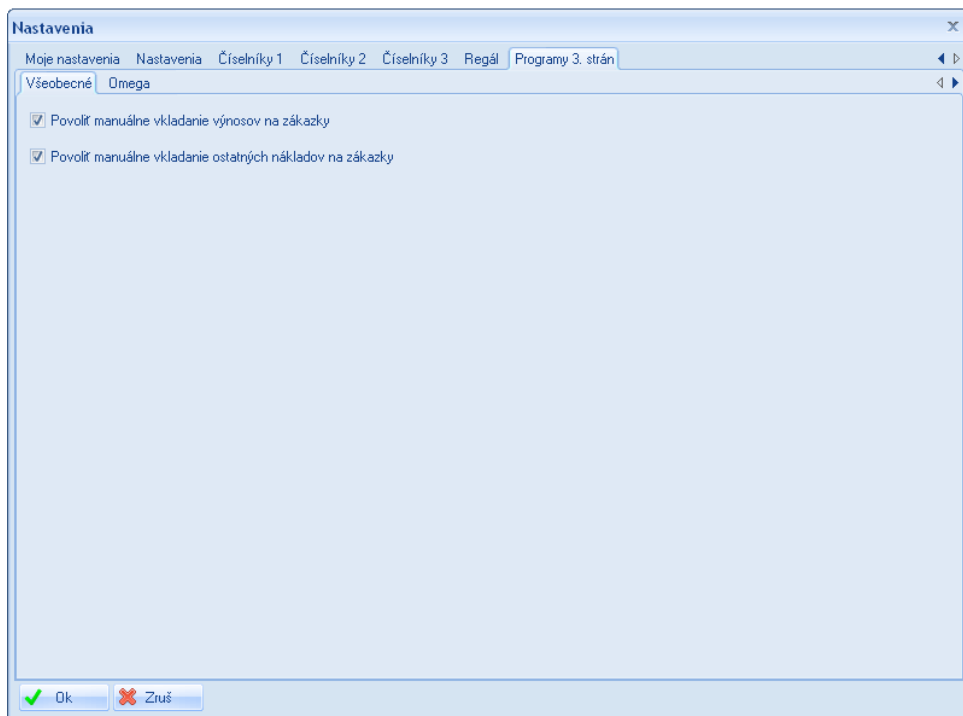 Nastavenia
Moje nastavenia Nastavenia Číselníky 1 Číselníky 2 Číselníky 3 Regál Programy 3. strán
Všeobecné Omega
Povoliť manuálne vkladanie výnosov na zákazky
Povoliť manuálne vkladanie ostatných nákladov na zákazky
Ok Zruš